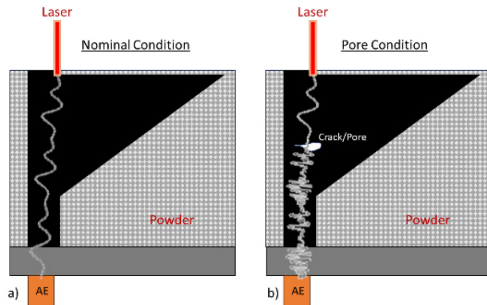 Laser
Nominal Condition
Powder
AE
a)
Laser
Pore Condition
Crack/Pore
Powder
AE
b)